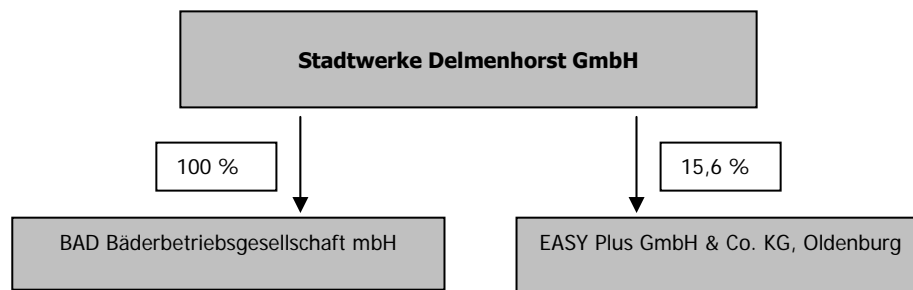 Stadtwerke Delmenhorst GmbH
100 %
15,6 %
BAD Bäderbetriebsgesellschaft mbH
EASY Plus GmbH & Co. KG, Oldenburg